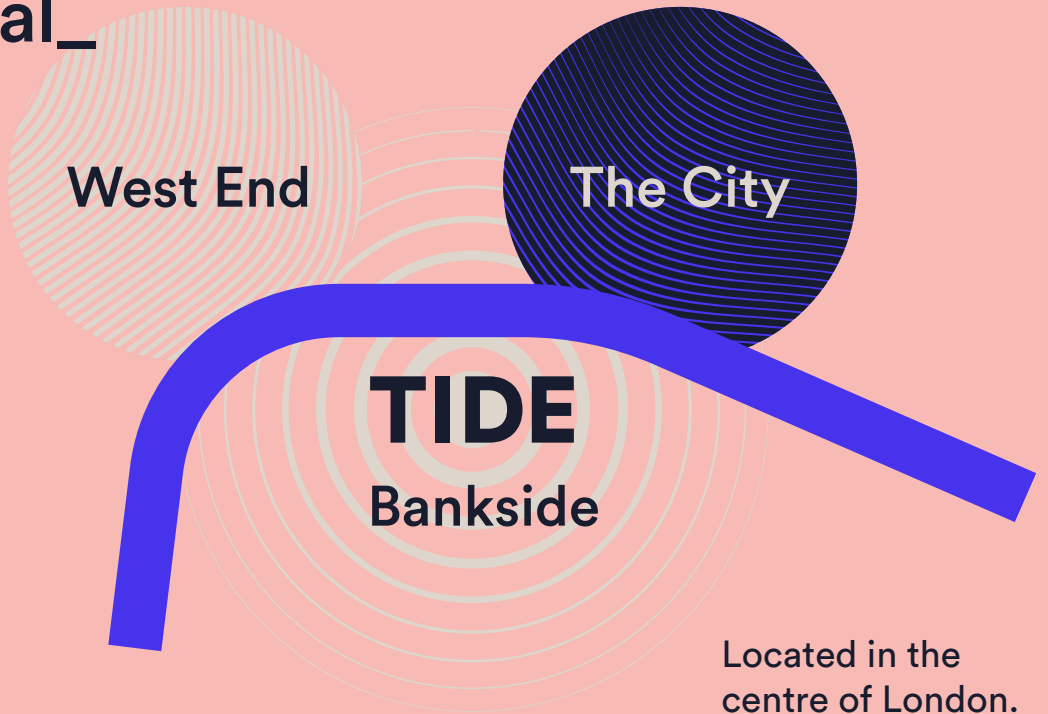 al_
West End
The City
TIDE
Bankside
Located in the
centre of London.